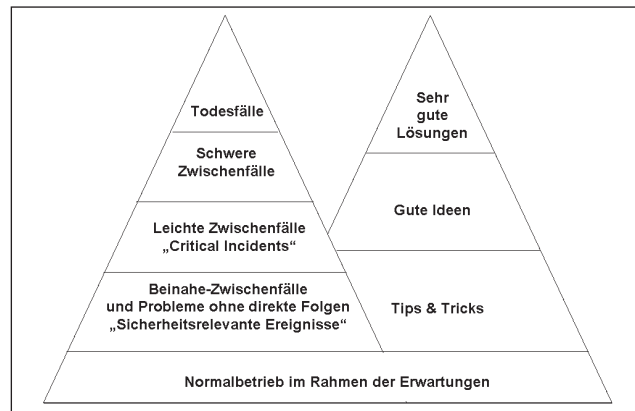 Todesfälle
Schwere
Zwischenfälle
Leichte Zwischenfälle
„Critical Incidents“
Beinahe-Zwischenfälle
und Probleme ohne direkte Folgen
„Sicherheitsrelevante Ereignisse“
Sehr
gute
Lösungen
Gute Ideen
Tips & Tricks
Normalbetrieb im Rahmen der Erwartungen